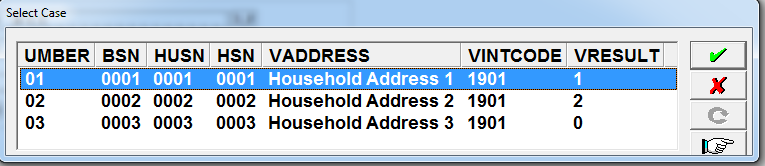 Select Case
UMBER BSN HUSN HSN VADDRESS VINTCODE VRESULT
01 0001 0001 0001 Household Address 1 1901 1
02 0002 0002 0002 Household Address 2 1901 2
03 0003 0003 0003 Household Address 3 1901 0